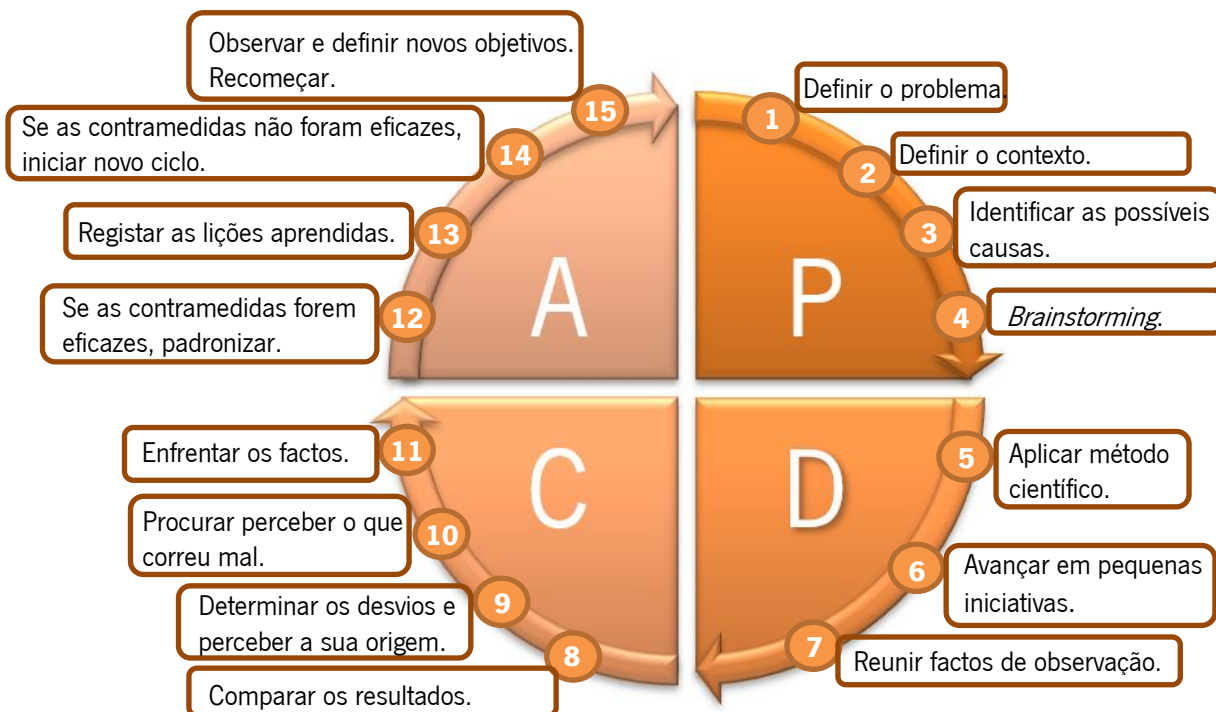 1
Definir o problema.
2
Definir o contexto.
3
Identificar as possíveis
causas.
4
Brainstorming.
P
5
Aplicar método
científico.
6
Avançar em pequenas
iniciativas.
7
Reunir factos de observação.
D
8
Comparar os resultados.
9
Determinar os desvios e
perceber a sua origem.
10
Procurar perceber o que
correu mal.
11
Enfrentar os factos.
C
12
Se as contramedidas forem
eficazes, padronizar.
13
Registar as lições aprendidas.
14
Se as contramedidas não foram eficazes,
iniciar novo ciclo.
15
Observar e definir novos objetivos.
Recomeçar.
A